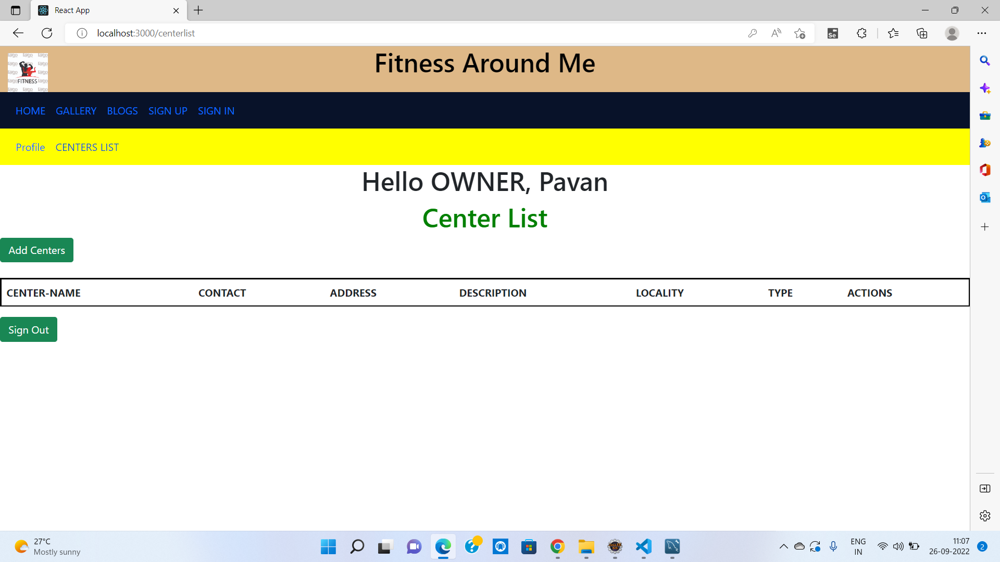 React App
localhost:3000/centerlist
Se
FITNESS
Fitness Around Me
HOME GALLERY BLOGS SIGN UP SIGN IN
Profile CENTERS LIST
Hello OWNER, Pavan
Center List
Add Centers
CENTER-NAME CONTACT ADDRESS DESCRIPTION LOCALITY TYPE ACTIONS
Sign Out
27°C
Mostly sunny
ENG
IN
11:07
26-09-2022
2